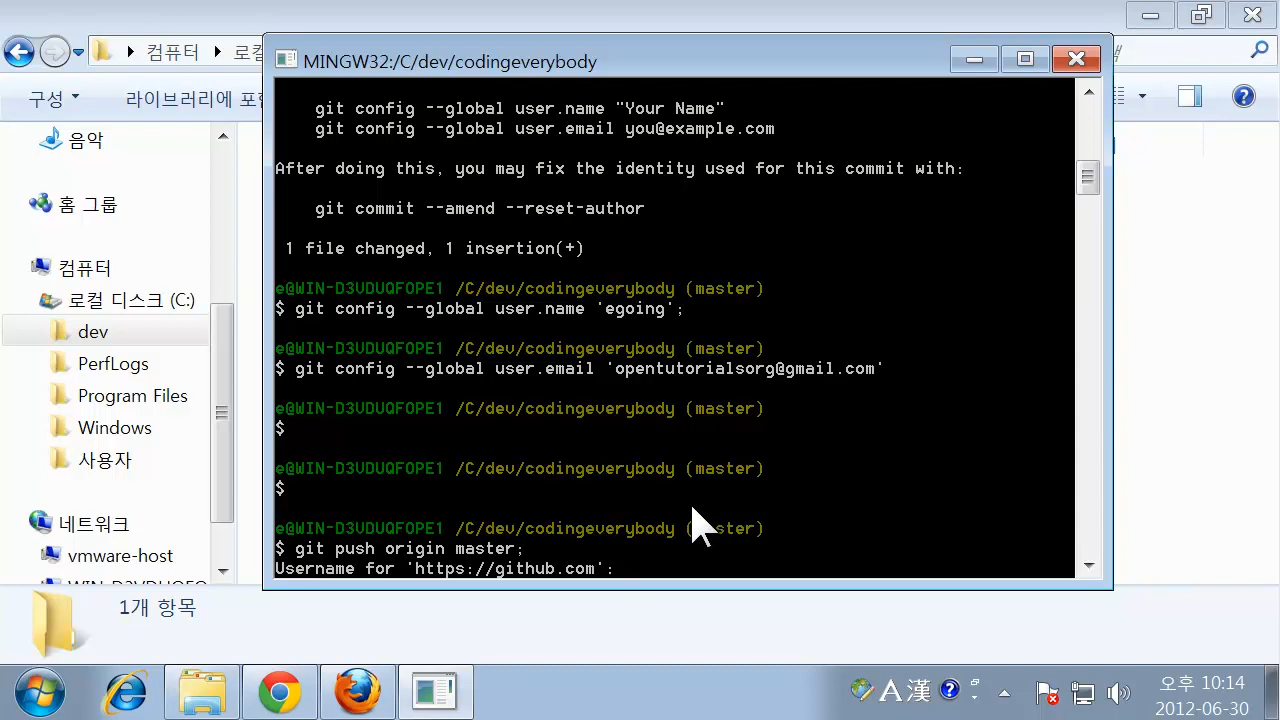 컴퓨터
구성
라이브러리에 포
음악
홈 그룹
컴퓨터
로컬 디스크 (C:)
dev
PerfLogs
Program Files
Windows
사용자
네트워크
vmware-host
1개 항목
MINGW32:/C/dev/codingeverybody
git config --global user.name "Your Name"
git config --global user.email you@example.com
After doing this, you may fix the identity used for this commit with:
git commit --amend --reset-author
1 file changed, 1 insertion(+)
e@WIN-D3VDUQFOPE1 /C/dev/codingeverybody (master)
$ git config --global user.name 'egoing';
e@WIN-D3VDUQFOPE1 /C/dev/codingeverybody (master)
$ git config --global user.email 'opentutorialsorg@gmail.com'
e@WIN-D3VDUQFOPE1 /C/dev/codingeverybody (master)
$
e@WIN-D3VDUQFOPE1 /C/dev/codingeverybody (master)
$
e@WIN-D3VDUQFOPE1 /C/dev/codingeverybody (master)
$ git push origin master;
Username for 'https://github.com':
A 漢
오후 10:14
2012-06-30